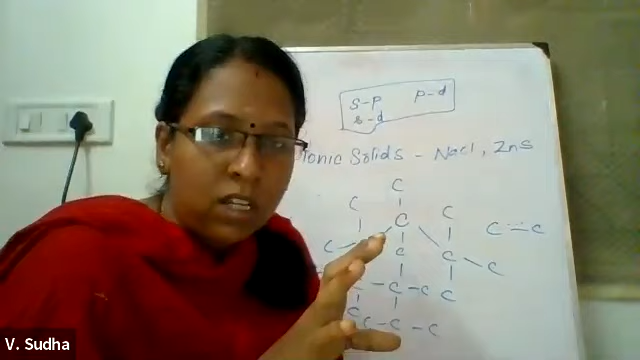 S-P P-d
s-d
Ionic Solids - NaCl, ZnS
C
C C
C C = C
C C
C C
C - C
C C
C - C - C
V. Sudha